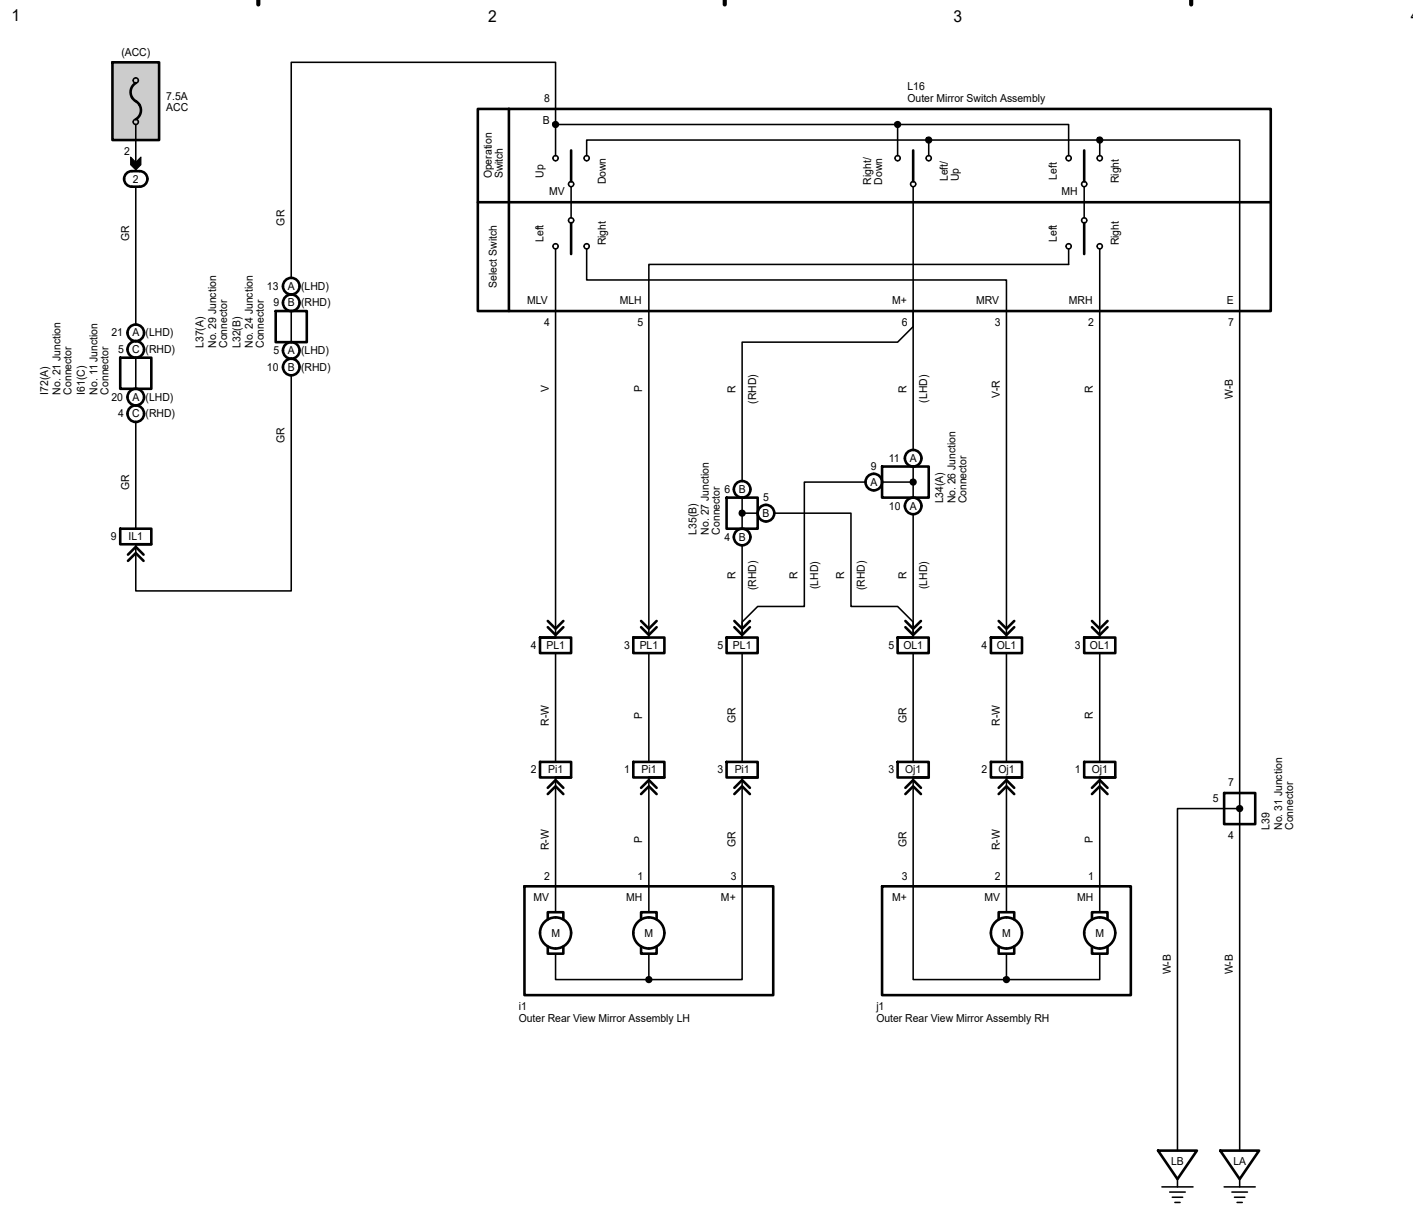 1
2
3
4
(ACC)
7.5A
ACC
2
2
GR
21 A (LHD)
5 C (RHD)
I72(A)
No. 21 Junction
Connector
I61(C)
No. 11 Junction
Connector
20 A (LHD)
4 C (RHD)
GR
9 IL1
GR
13 A (LHD)
9 B (RHD)
L37(A)
No. 29 Junction
Connector
L32(B)
No. 24 Junction
Connector
5 A (LHD)
10 B (RHD)
GR
L16
Outer Mirror Switch Assembly
8
B
Operation
Switch
Up
Down
MV
Right/
Down
Left/
Up
Left
Right
MH
Select Switch
Left
Right
Left
Right
MLV MLH M+ MRV MRH E
4 5 6 3 2 7
V P R (RHD) R (LHD) V-R R W-B
11 A
9
A
10 A
L34(A)
No. 26 Junction
Connector
6 B
5
B
4 B
L35(B)
No. 27 Junction
Connector
R (RHD) R (LHD) R (RHD) R (LHD)
4 PL1 3 PL1 5 PL1 5 OL1 4 OL1 3 OL1
R-W P GR GR R-W R
2 Pi1 1 Pi1 3 Pi1 3 Oj1 2 Oj1 1 Oj1
R-W P GR GR R-W P
7
5
4
L39
No. 31 Junction
Connector
2 1 3 3 2 1
MV MH M+ M+ MV MH
M M M M
i1
Outer Rear View Mirror Assembly LH
j1
Outer Rear View Mirror Assembly RH
W-B W-B
LB LA